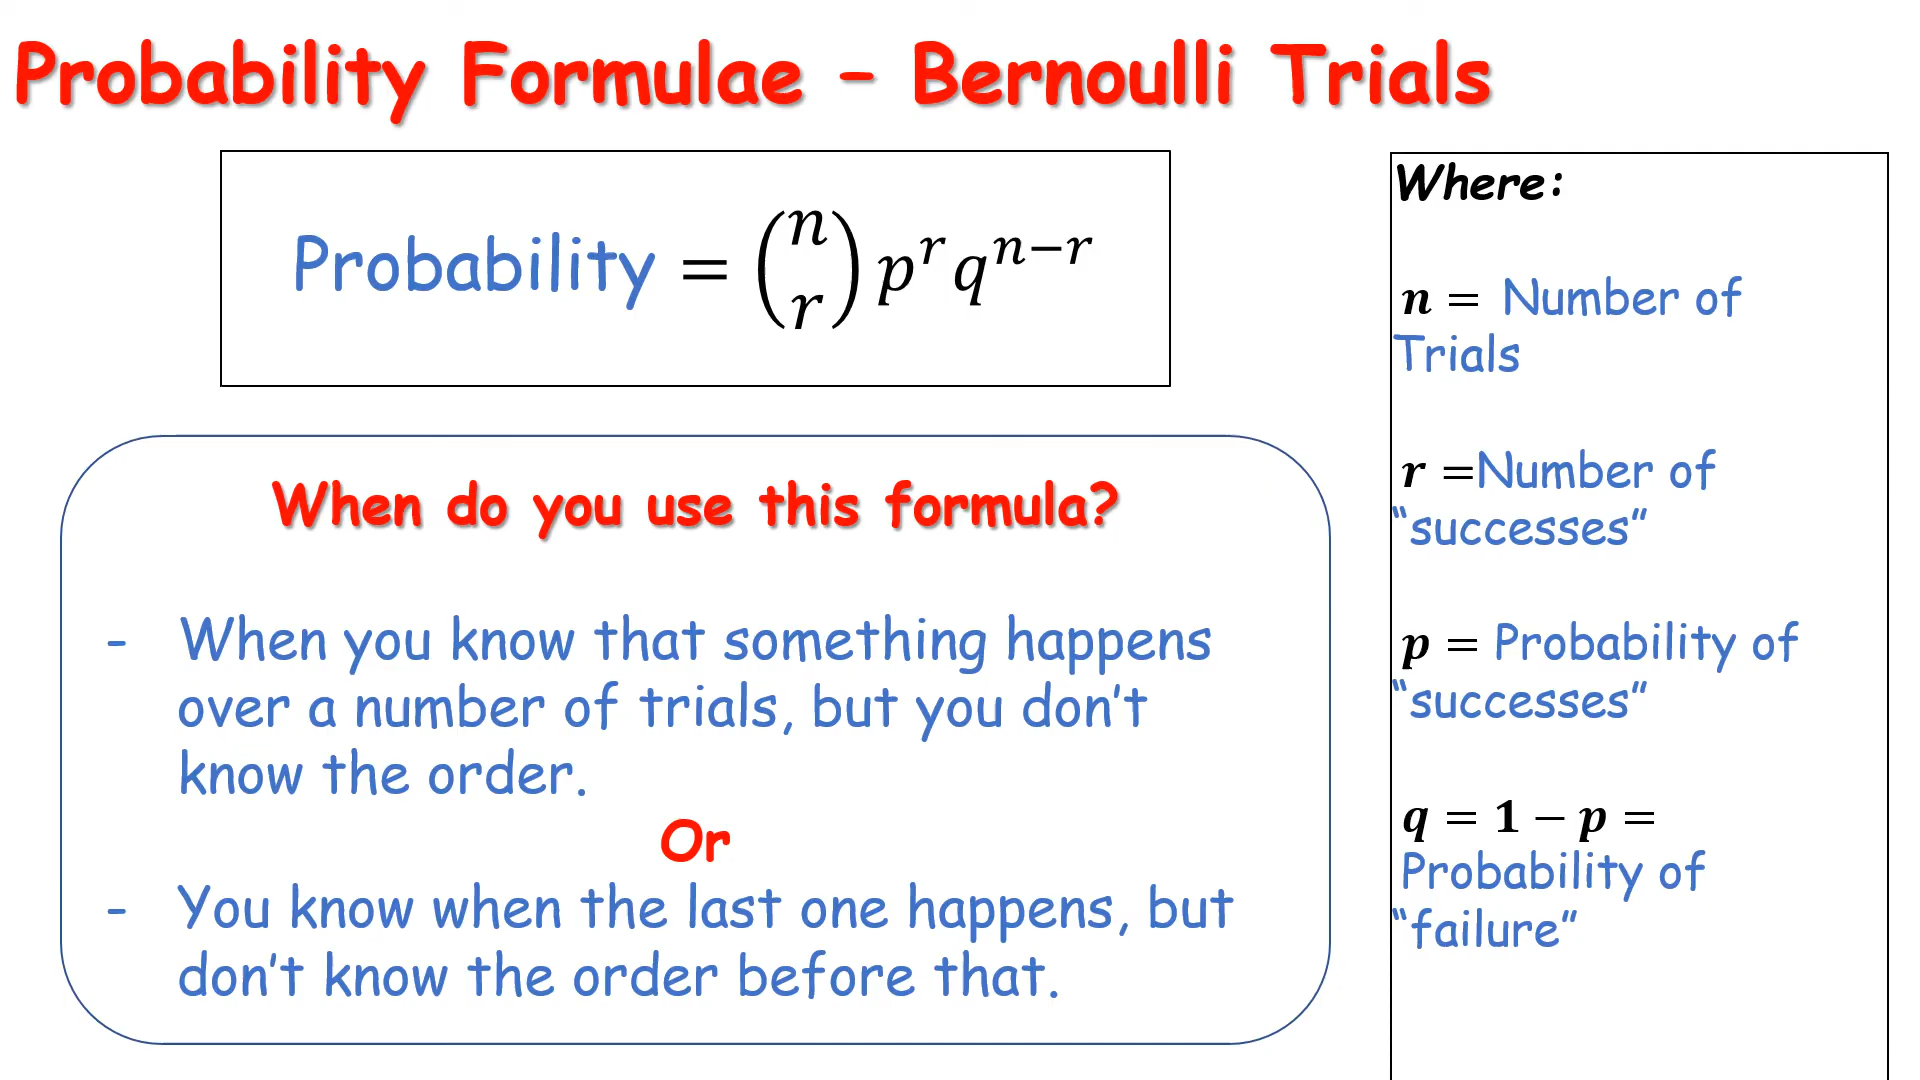 Probability Formulae – Bernoulli Trials
Probability = (n r) p^r q^{n−r}
When do you use this formula?
- When you know that something happens
over a number of trials, but you don’t
know the order.
Or
- You know when the last one happens, but
don’t know the order before that.
Where:
n = Number of
Trials
r =Number of
“successes”
p = Probability of
“successes”
q = 1 − p =
Probability of
“failure”